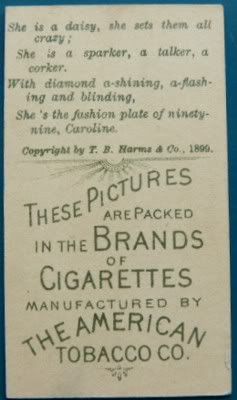 She is a daisy, she sets them all
crazy;
She is a sparker, a talker, a
corker.
With diamond a-shining, a-flash-
ing and blinding,
She's the fashion plate of ninety-
nine, Caroline.
Copyright by T. B. Harms & Co., 1899.
THESE PICTURES
ARE PACKED
IN THE BRANDS
OF
CIGARETTES
MANUFACTURED BY
THE AMERICAN
TOBACCO CO.